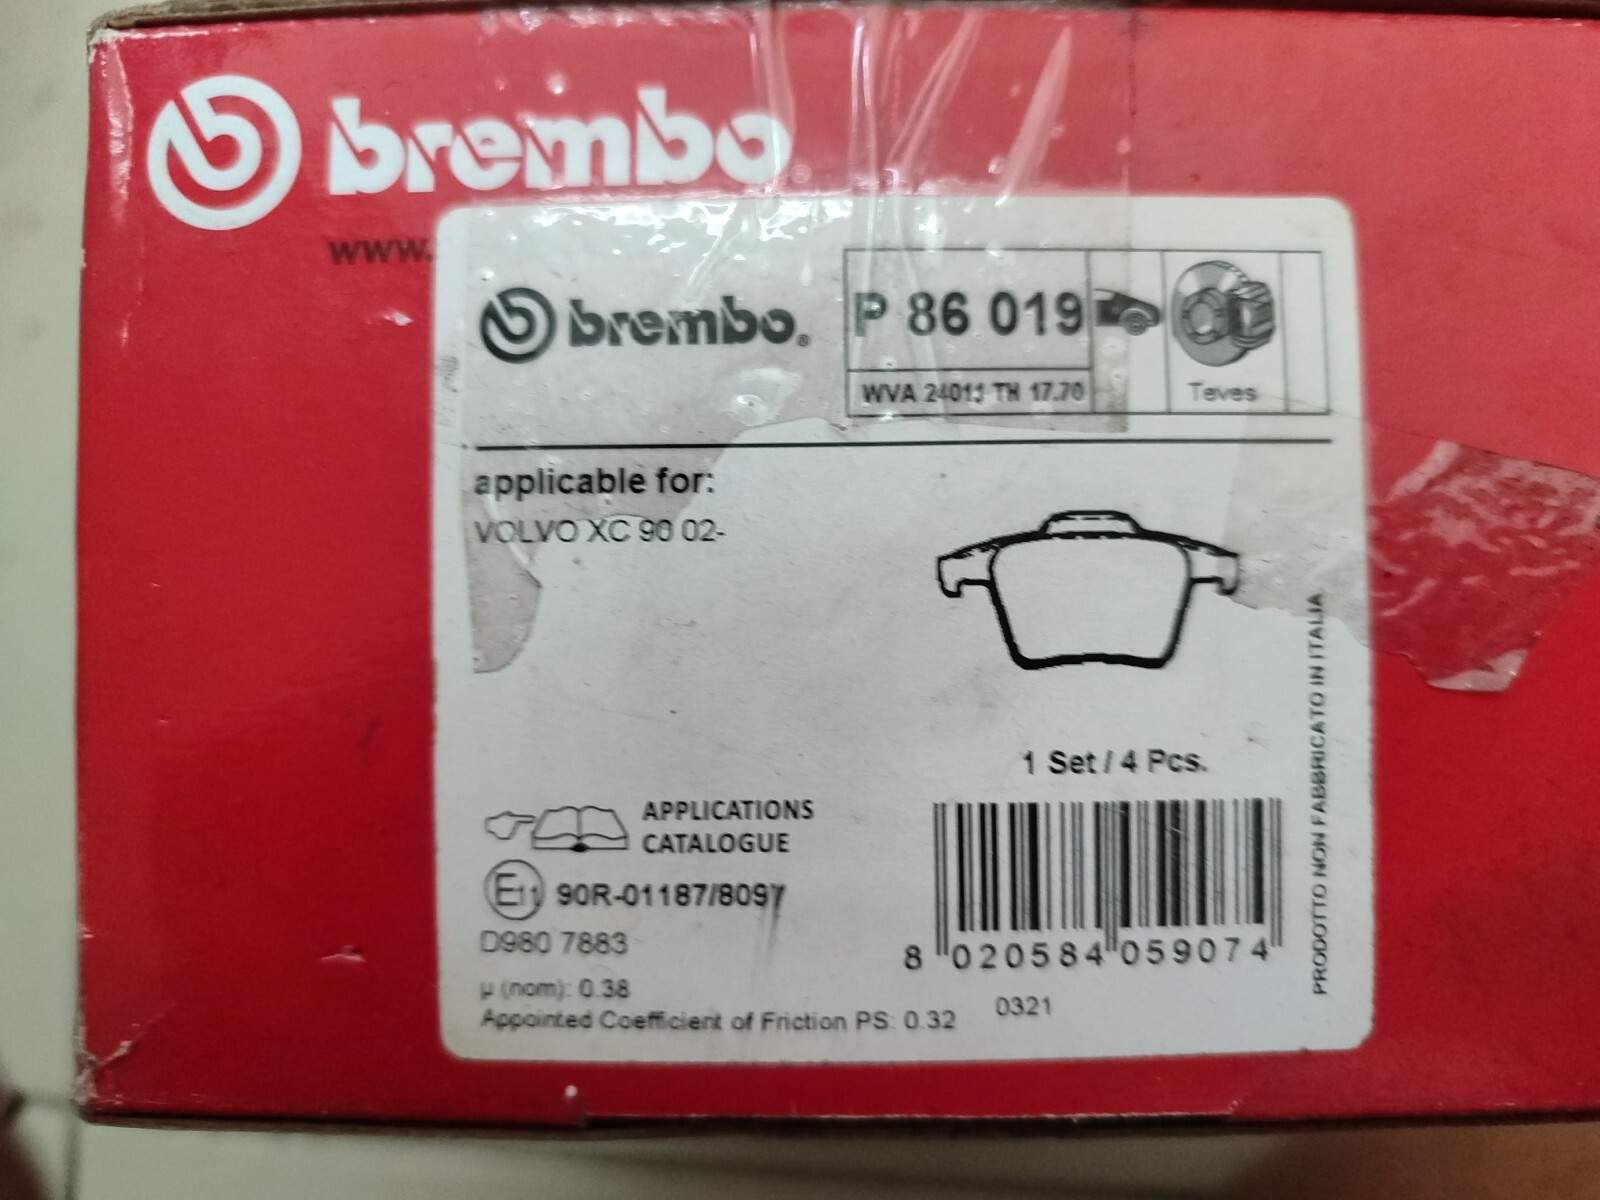 brembo
www.
brembo®
P 86 019
WVA 24011 TH 17.70
Teves
applicable for:
VOLVO XC 90 02-
1 Set / 4 Pcs.
APPLICATIONS
CATALOGUE
E11 90R-01187/8097
D980 7883
8 020584 059074
µ (nom): 0.38
Appointed Coefficient of Friction PS: 0.32
0321
PRODOTTO NON FABBRICATO IN ITALIA